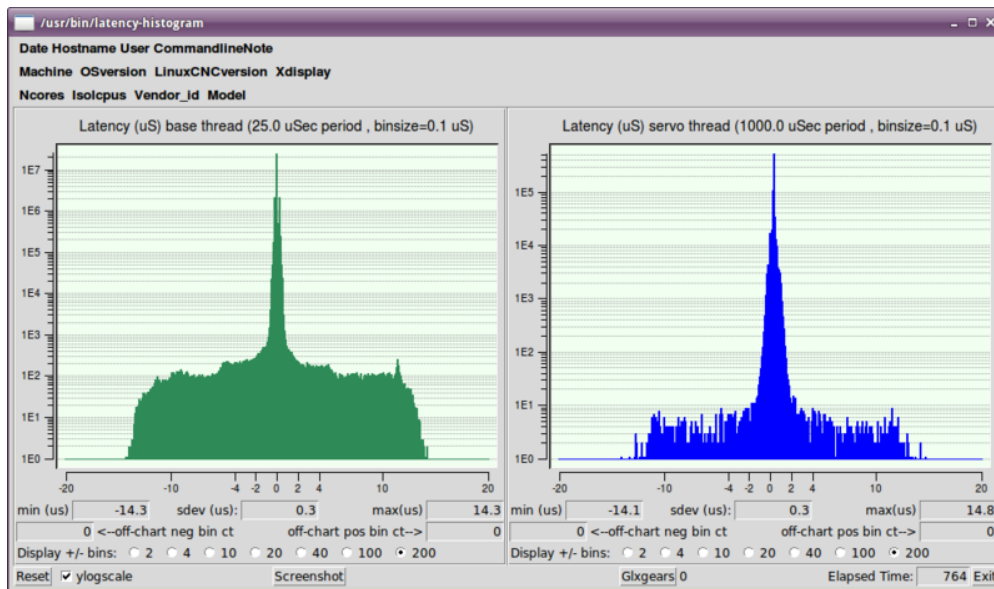 /usr/bin/latency-histogram
Date Hostname User CommandlineNote
Machine OSversion LinuxCNCversion Xdisplay
Ncores Isolcpus Vendor_id Model
Latency (uS) base thread (25.0 uSec period , binsize=0.1 uS)
1E7
1E6
1E5
1E4
1E3
1E2
1E1
1E0
-20 -10 -4 -2 0 2 4 10 20
min (us) -14.3 sdev (us): 0.3 max(us) 14.3
0 <--off-chart neg bin ct off-chart pos bin ct--> 0
Display +/- bins: 2 4 10 20 40 100 200
Latency (uS) servo thread (1000.0 uSec period , binsize=0.1 uS)
1E5
1E4
1E3
1E2
1E1
1E0
-20 -10 -4 -2 0 2 4 10 20
min (us) -14.1 sdev (us): 0.3 max(us) 14.8
0 <--off-chart neg bin ct off-chart pos bin ct--> 0
Display +/- bins: 2 4 10 20 40 100 200
Reset ylogscale Screenshot Glxgears 0 Elapsed Time: 764 Exit